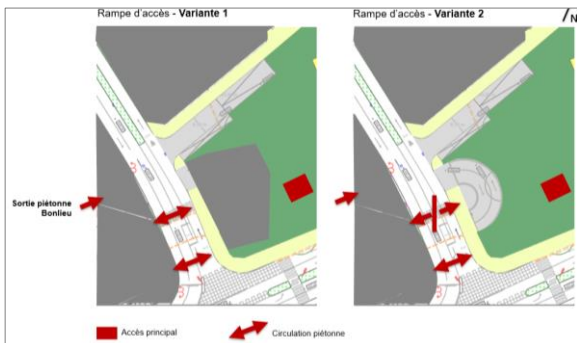 Rampe d'accès - Variante 1
Rampe d'accès - Variante 2
N
Sortie piétonne
Bonlieu
Accès principal
Circulation piétonne